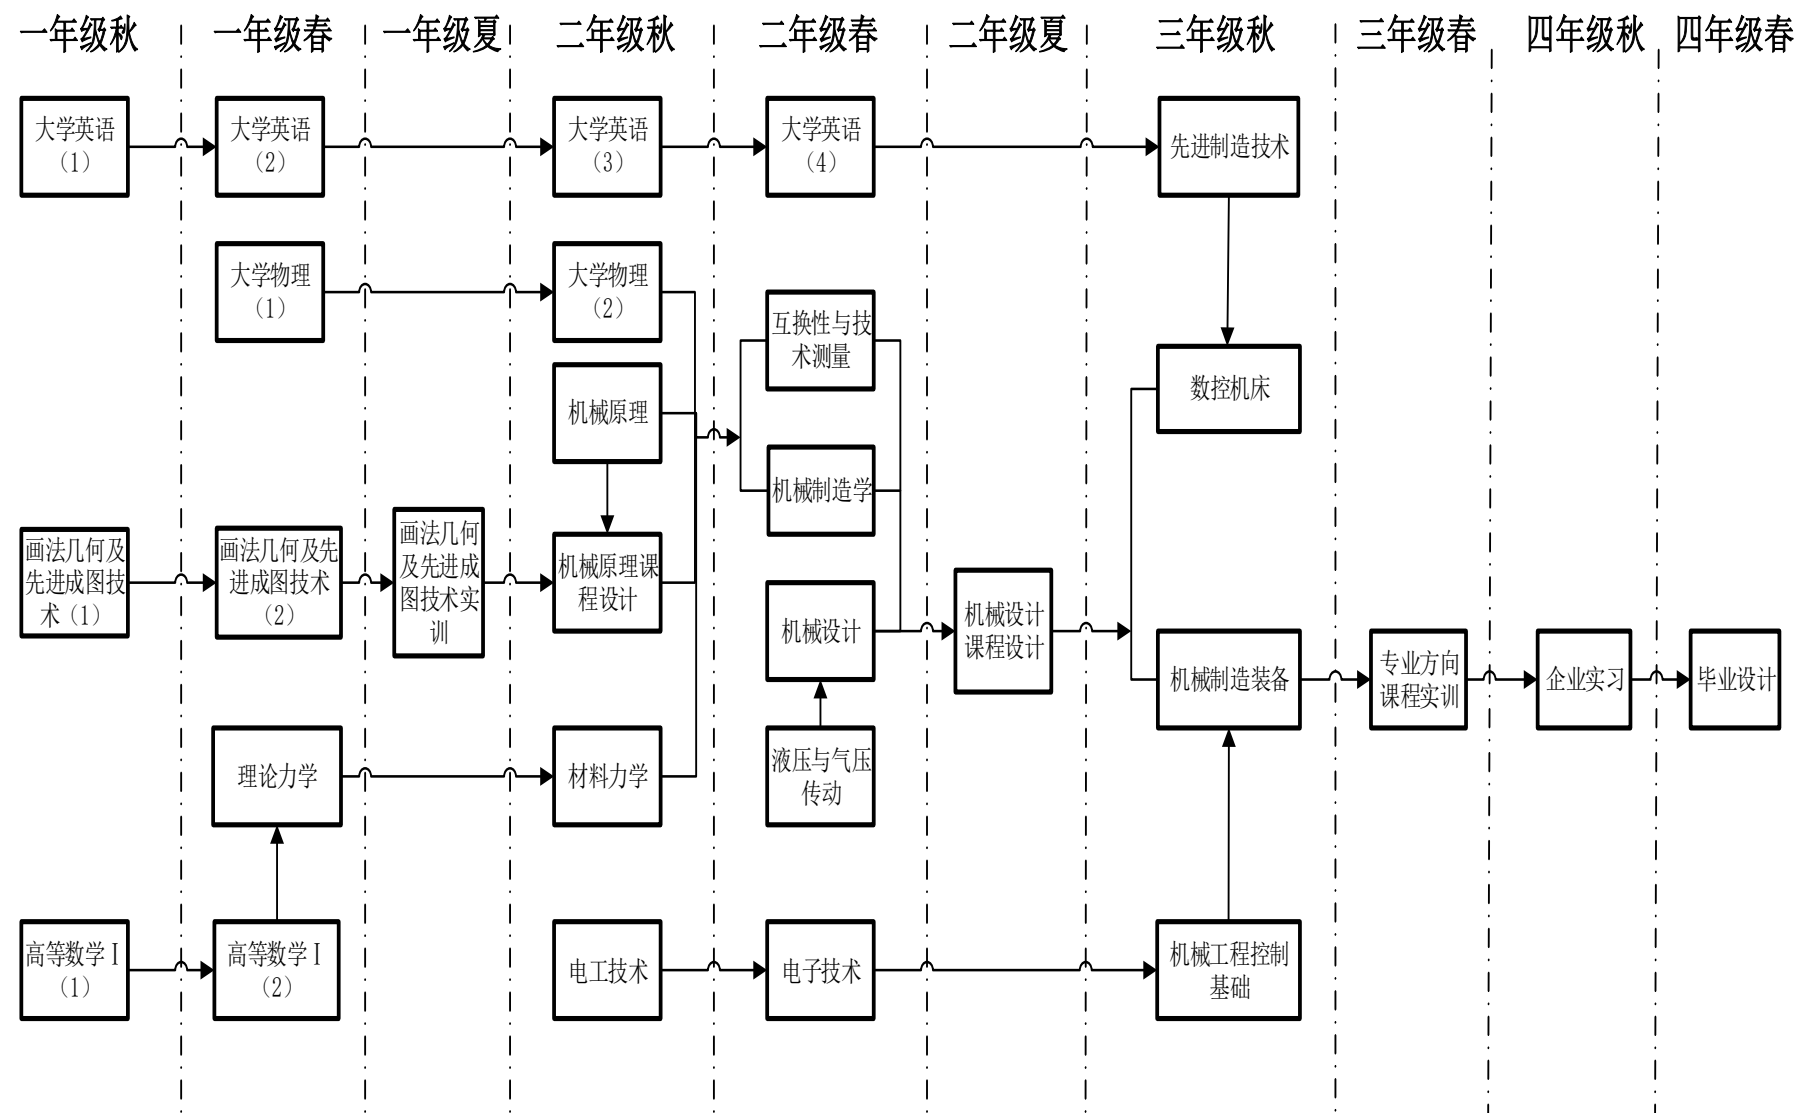 一年级秋
一年级春
一年级夏
二年级秋
二年级春
二年级夏
三年级秋
三年级春
四年级秋
四年级春
大学英语
（1）
大学英语
（2）
大学英语
（3）
大学英语
（4）
先进制造技术
大学物理
（1）
大学物理
（2）
互换性与技
术测量
机械原理
数控机床
机械制造学
画法几何及
先进成图技
术（1）
画法几何及先
进成图技术
（2）
画法几何
及先进成
图技术实
训
机械原理课
程设计
机械设计
机械设计
课程设计
机械制造装备
专业方向
课程实训
企业实习
毕业设计
理论力学
材料力学
液压与气压
传动
高等数学Ⅰ
（1）
高等数学Ⅰ
（2）
电工技术
电子技术
机械工程控制
基础